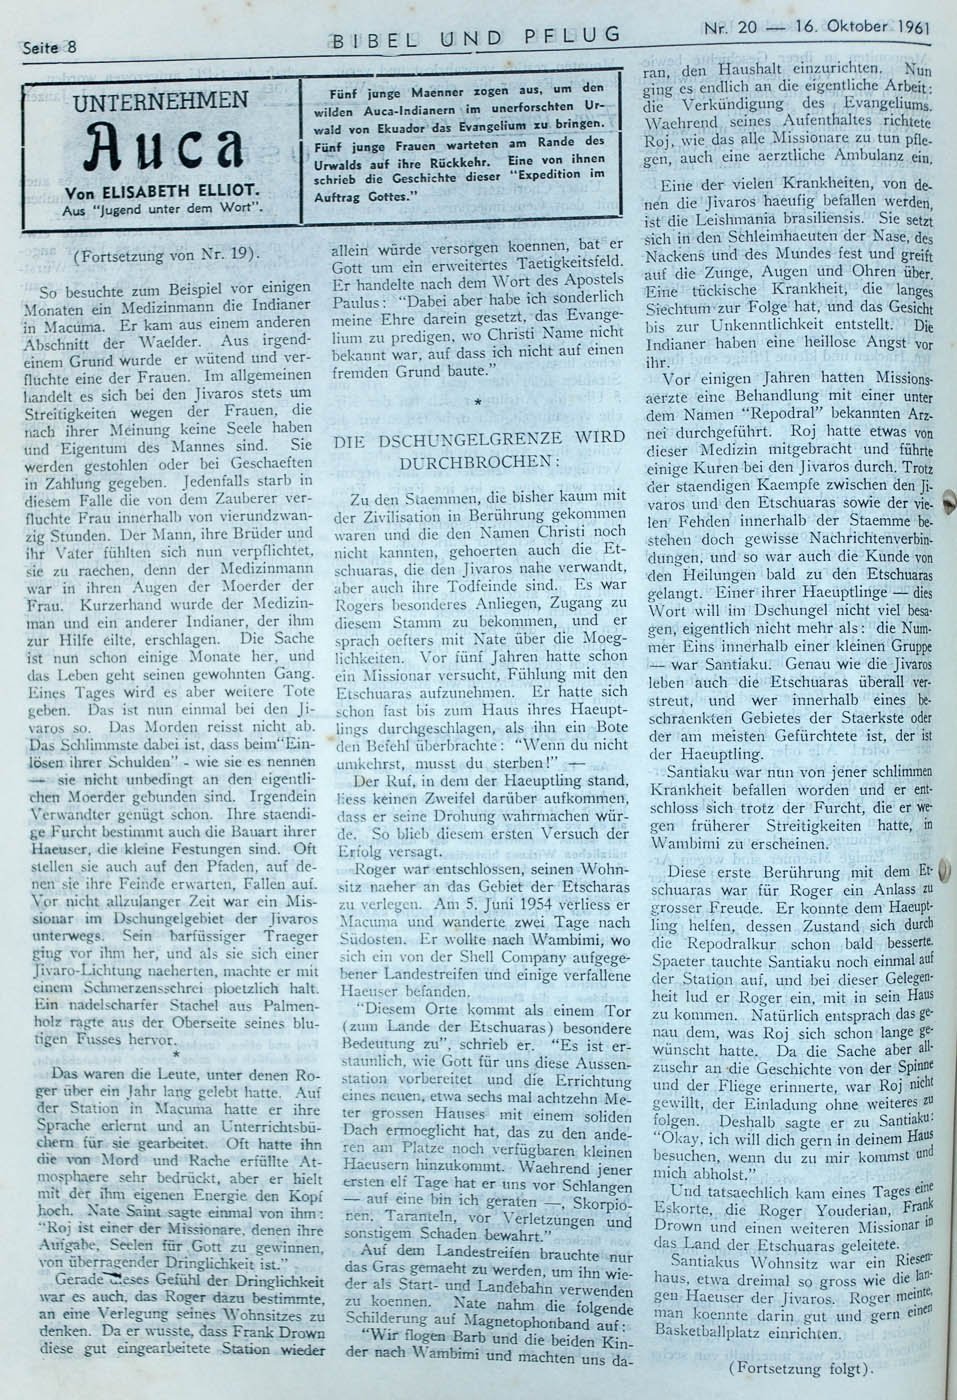 Seite 8
BIBEL UND PFLUG
Nr. 20 — 16. Oktober 1961
UNTERNEHMEN
Auca
Von ELISABETH ELLIOT.
Aus "Jugend unter dem Wort".
Fünf junge Maenner zogen aus, um den
wilden Auca-Indianern im unerforschten Ur-
wald von Ekuador das Evangelium zu bringen.
Fünf junge Frauen warteten am Rande des
Urwalds auf ihre Rückkehr. Eine von ihnen
schrieb die Geschichte dieser "Expedition im
Auftrag Gottes."
(Fortsetzung von Nr. 19).
So besuchte zum Beispiel vor einigen
Monaten ein Medizinmann die Indianer
in Macuma. Er kam aus einem anderen
Abschnitt der Waelder. Aus irgend-
einem Grund wurde er wütend und ver-
fluchte eine der Frauen. Im allgemeinen
handelt es sich bei den Jivaros stets um
Streitigkeiten wegen der Frauen, die
nach ihrer Meinung keine Seele haben
und Eigentum des Mannes sind. Sie
werden gestohlen oder bei Geschaeften
in Zahlung gegeben. Jedenfalls starb in
diesem Falle die von dem Zauberer ver-
fluchte Frau innerhalb von vierundzwan-
zig Stunden. Der Mann, ihre Brüder und
ihr Vater fühlten sich nun verpflichtet,
sie zu raechen, denn der Medizinmann
war in ihren Augen der Moerder der
Frau. Kurzerhand wurde der Medizin-
man und ein anderer Indianer, der ihm
zur Hilfe eilte, erschlagen. Die Sache
ist nun schon einige Monate her, und
das Leben geht seinen gewohnten Gang.
Eines Tages wird es aber weitere Tote
geben. Das ist nun einmal bei den Ji-
varos so. Das Morden reisst nicht ab.
Das Schlimmste dabei ist, dass beim "Ein-
lösen ihrer Schulden" - wie sie es nennen
— sie nicht unbedingt an den eigentli-
chen Moerder gebunden sind. Irgendein
Verwandter genügt schon. Ihre staendi-
ge Furcht bestimmt auch die Bauart ihrer
Haeuser, die kleine Festungen sind. Oft
stellen sie auch auf den Pfaden, auf de-
nen sie ihre Feinde erwarten, Fallen auf.
Vor nicht allzulanger Zeit war ein Mis-
sionar im Dschungelgebiet der Jivaros
unterwegs. Sein barfüssiger Traeger
ging vor ihm her, und als sie sich einer
Jivaro-Lichtung naeherten, machte er mit
einem Schmerzensschrei ploetzlich halt.
Ein nadelscharfer Stachel aus Palmen-
holz ragte aus der Oberseite seines blu-
tigen Fusses hervor.
*
Das waren die Leute, unter denen Ro-
ger über ein Jahr lang gelebt hatte. Auf
der Station in Macuma hatte er ihre
Sprache erlernt und an Unterrichtsbü-
chern für sie gearbeitet. Oft hatte ihn
die von Mord und Rache erfüllte At-
mosphaere sehr bedrückt, aber er hielt
mit der ihm eigenen Energie den Kopf
hoch. Nate Saint sagte einmal von ihm:
"Roj ist einer der Missionare, denen ihre
Aufgabe, Seelen für Gott zu gewinnen,
von überragender Dringlichkeit ist."
Gerade dieses Gefühl der Dringlichkeit
war es auch, das Roger dazu bestimmte,
an eine Verlegung seines Wohnsitzes zu
denken. Da er wusste, dass Frank Drown
diese gut eingearbeitete Station wieder
allein würde versorgen koennen, bat er
Gott um ein erweitertes Taetigkeitsfeld.
Er handelte nach dem Wort des Apostels
Paulus: "Dabei aber habe ich sonderlich
meine Ehre darein gesetzt, das Evange-
lium zu predigen, wo Christi Name nicht
bekannt war, auf dass ich nicht auf einen
fremden Grund baute."
*
DIE DSCHUNGELGRENZE WIRD
DURCHBROCHEN:
Zu den Staemmen, die bisher kaum mit
der Zivilisation in Berührung gekommen
waren und die den Namen Christi noch
nicht kannten, gehoerten auch die Et-
schuaras, die den Jivaros nahe verwandt,
aber auch ihre Todfeinde sind. Es war
Rogers besonderes Anliegen, Zugang zu
diesem Stamm zu bekommen, und er
sprach oefters mit Nate über die Moeg-
lichkeiten. Vor fünf Jahren hatte schon
ein Missionar versucht, Fühlung mit den
Etschuaras aufzunehmen. Er hatte sich
schon fast bis zum Haus ihres Haeupt-
lings durchgeschlagen, als ihn ein Bote
den Befehl überbrachte: "Wenn du nicht
umkehrst, musst du sterben!" —
Der Ruf, in dem der Haeuptling stand,
liess keinen Zweifel darüber aufkommen,
dass er seine Drohung wahrmachen wür-
de. So blieb diesem ersten Versuch der
Erfolg versagt.
Roger war entschlossen, seinen Wohn-
sitz naeher an das Gebiet der Etscharas
zu verlegen. Am 5. Juni 1954 verliess er
Macuma und wanderte zwei Tage nach
Südosten. Er wollte nach Wambimi, wo
sich ein von der Shell Company aufgege-
bener Landestreifen und einige verfallene
Haeuser befanden.
"Diesem Orte kommt als einem Tor
(zum Lande der Etschuaras) besondere
Bedeutung zu", schrieb er. "Es ist er-
staunlich, wie Gott für uns diese Aussen-
station vorbereitet und die Errichtung
eines neuen, etwa sechs mal achtzehn Me-
ter grossen Hauses mit einem soliden
Dach ermoeglicht hat, das zu den ande-
ren am Platze noch verfügbaren kleinen
Haeusern hinzukommt. Waehrend jener
ersten elf Tage hat er uns vor Schlangen
— auf eine bin ich geraten —, Skorpio-
nen, Taranteln, vor Verletzungen und
sonstigem Schaden bewahrt."
Auf dem Landestreifen brauchte nur
das Gras gemaeht zu werden, um ihn wie-
der als Start- und Landebahn verwenden
zu koennen. Nate nahm die folgende
Schilderung auf Magnetophonband auf:
"Wir flogen Barb und die beiden Kin-
der nach Wambimi und machten uns da-
ran, den Haushalt einzurichten. Nun
ging es endlich an die eigentliche Arbeit:
die Verkündigung des Evangeliums.
Waehrend seines Aufenthaltes richtete
Roj, wie das alle Missionare zu tun pfle-
gen, auch eine aerztliche Ambulanz ein.
Eine der vielen Krankheiten, von de-
nen die Jivaros haeufig befallen werden,
ist die Leishmania brasiliensis. Sie setzt
sich in den Schleimhaeuten der Nase, des
Nackens und des Mundes fest und greift
auf die Zunge, Augen und Ohren über.
Eine tückische Krankheit, die langes
Siechtum zur Folge hat, und das Gesicht
bis zur Unkenntlichkeit entstellt. Die
Indianer haben eine heillose Angst vor
ihr.
Vor einigen Jahren hatten Missions-
aerzte eine Behandlung mit einer unter
dem Namen "Repodral" bekannten Arz-
nei durchgeführt. Roj hatte etwas von
dieser Medizin mitgebracht und führte
einige Kuren bei den Jivaros durch. Trotz
der staendigen Kaempfe zwischen den Ji-
varos und den Etschuaras sowie der vie-
len Fehden innerhalb der Staemme be-
stehen doch gewisse Nachrichtenverbin-
dungen, und so war auch die Kunde von
den Heilungen bald zu den Etschuaras
gelangt. Einer ihrer Haeuptlinge — dies
Wort will im Dschungel nicht viel besa-
gen, eigentlich nicht mehr als: die Num-
mer Eins innerhalb einer kleinen Gruppe
— war Santiaku. Genau wie die Jivaros
leben auch die Etschuaras überall ver-
streut, und wer innerhalb eines be-
schraenkten Gebietes der Staerkste oder
der am meisten Gefürchtete ist, der ist
der Haeuptling.
Santiaku war nun von jener schlimmen
Krankheit befallen worden und er ent-
schloss sich trotz der Furcht, die er we-
gen früherer Streitigkeiten hatte, in
Wambimi zu erscheinen.
Diese erste Berührung mit dem Et-
schuaras war für Roger ein Anlass zu
grosser Freude. Er konnte dem Haeupt-
ling helfen, dessen Zustand sich durch
die Repodralkur schon bald besserte.
Spaeter tauchte Santiaku noch einmal auf
der Station auf, und bei dieser Gelegen-
heit lud er Roger ein, mit in sein Haus
zu kommen. Natürlich entsprach das ge-
nau dem, was Roj sich schon lange ge-
wünscht hatte. Da die Sache aber all-
zusehr an die Geschichte von der Spinne
und der Fliege erinnerte, war Roj nicht
gewillt, der Einladung ohne weiteres zu
folgen. Deshalb sagte er zu Santiaku:
"Okay, ich will dich gern in deinem Haus
besuchen, wenn du zu mir kommst und
mich abholst."
Und tatsaechlich kam eines Tages eine
Eskorte, die Roger Youderian, Frank
Drown und einen weiteren Missionar in
das Land der Etschuaras geleitete.
Santiakus Wohnsitz war ein Riesen-
haus, etwa dreimal so gross wie die lan-
gen Haeuser der Jivaros. Roger meinte,
man koennte darin gut und gern einen
Basketballplatz einrichten.
(Fortsetzung folgt).